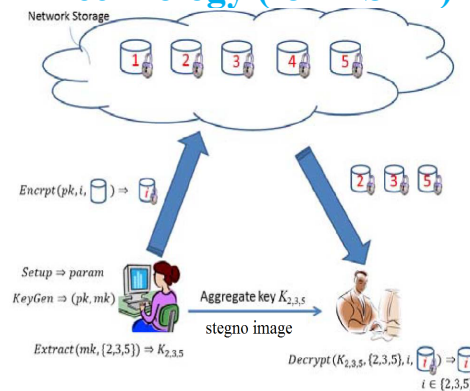 Network Storage
1 2 3 4 5
Encrpt(pk, i, ) ⇒ i
2 3 5
Setup ⇒ param
KeyGen ⇒ (pk, mk)
Aggregate key K2,3,5
stegno image
Extract(mk, {2,3,5}) ⇒ K2,3,5
Decrypt(K2,3,5, {2,3,5}, i, i ) ⇒ i
i ∈ {2,3,5